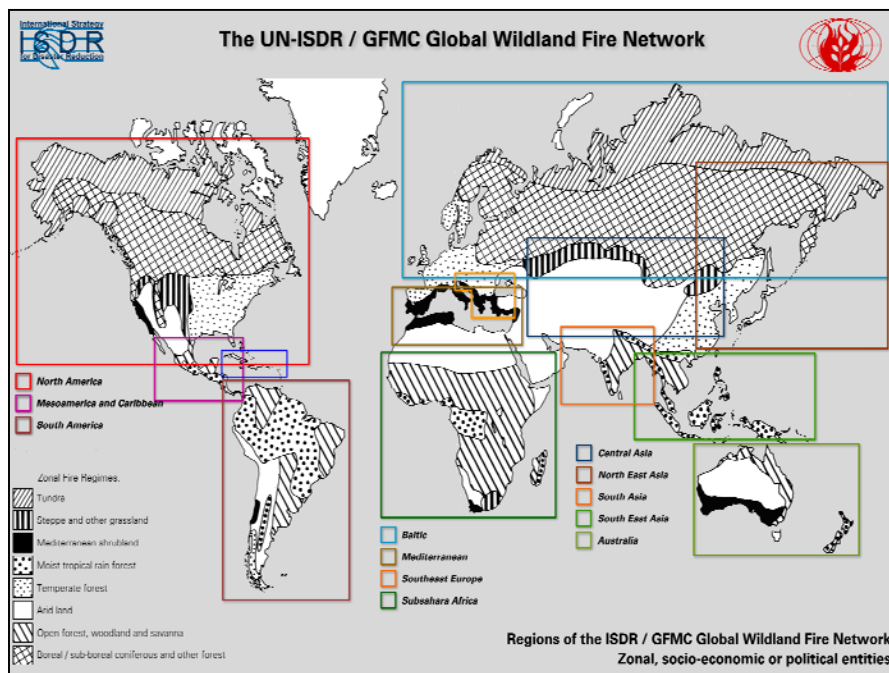 International Strategy
ISDR
for Disaster Reduction
The UN-ISDR / GFMC Global Wildland Fire Network
North America
Mesoamerica and Caribbean
South America
Zonal Fire Regimes:
Tundra
Steppe and other grassland
Mediterranean shrubland
Moist tropical rain forest
Temperate forest
Arid land
Open forest, woodland and savanna
Boreal / sub-boreal coniferous and other forest
Baltic
Mediterranean
Southeast Europe
Subsahara Africa
Central Asia
North East Asia
South Asia
South East Asia
Australia
Regions of the ISDR / GFMC Global Wildland Fire Network
Zonal, socio-economic or political entities